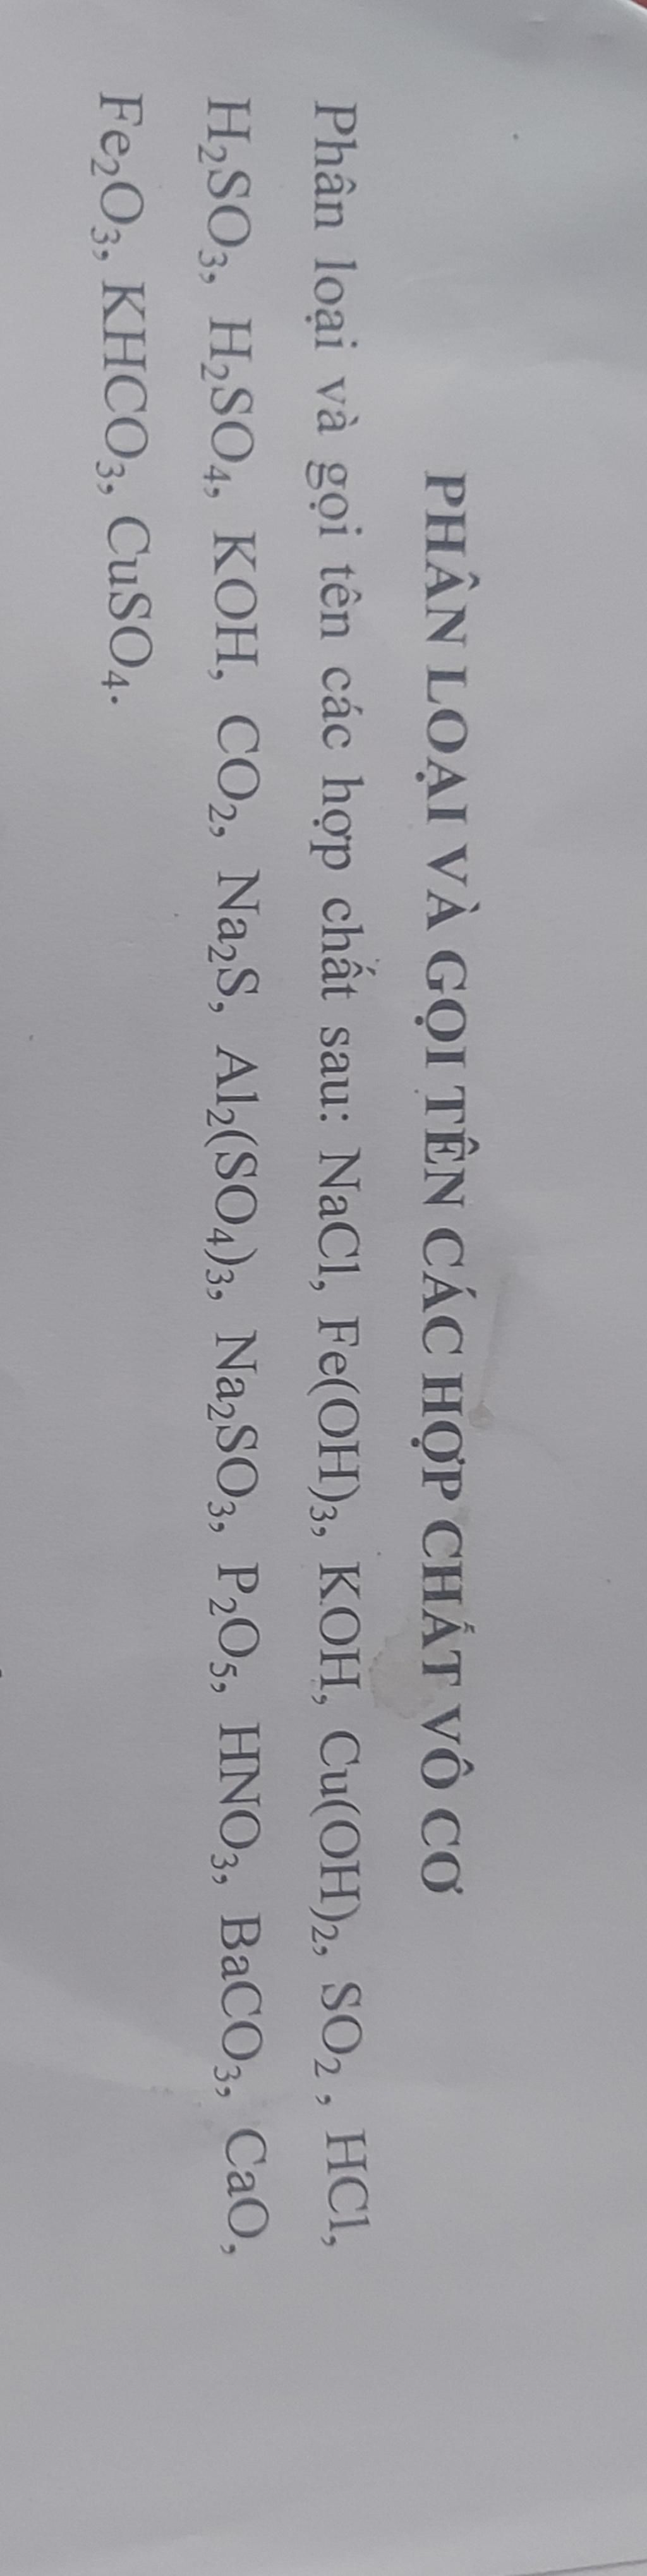 PHÂN LOẠI VÀ GỌI TÊN CÁC HỢP CHẤT VÔ CƠ
Phân loại và gọi tên các hợp chất sau: NaCl, Fe(OH)₃, KOH, Cu(OH)₂, SO₂ , HCl,
H₂SO₃, H₂SO₄, KOH, CO₂, Na₂S, Al₂(SO₄)₃, Na₂SO₃, P₂O₅, HNO₃, BaCO₃, CaO,
Fe₂O₃, KHCO₃, CuSO₄.